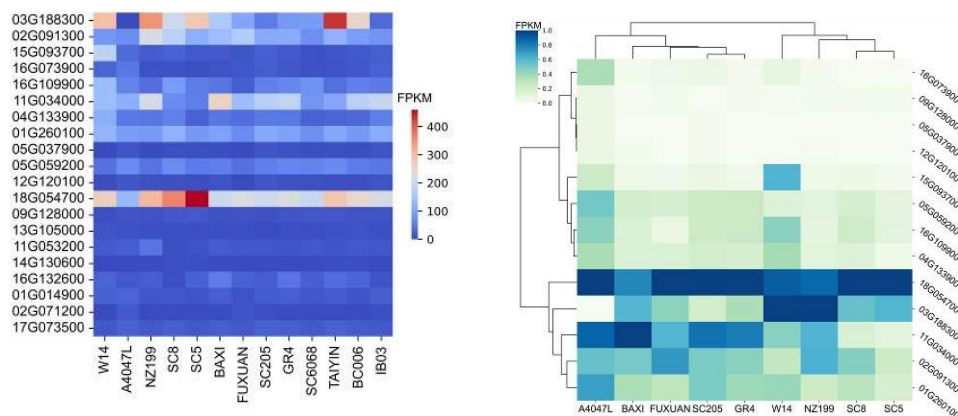 03G188300
02G091300
15G093700
16G073900
16G109900
11G034000
04G133900
01G260100
05G037900
05G059200
12G120100
18G054700
09G128000
13G105000
11G053200
14G130600
16G132600
01G014900
02G071200
17G073500
W14
A4047L
NZ199
SC8
SC5
BAXI
FUXUAN
SC205
GR4
SC6068
TAIYIN
BC006
IB03
FPKM
400
300
200
100
0
FPKM
1.0
0.8
0.6
0.4
0.2
0.0
16G073900
09G128000
05G037900
12G120100
15G093700
05G059200
16G109900
04G133900
18G054700
03G188300
11G034000
02G091300
01G260100
A4047L BAXI FUXUAN SC205 GR4 W14 NZ199 SC8 SC5